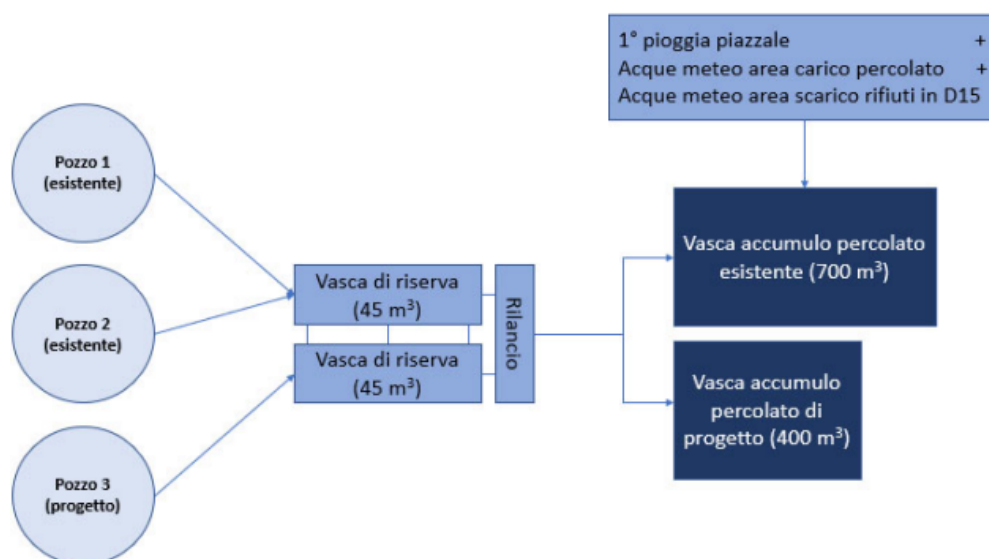 1° pioggia piazzale +
Acque meteo area carico percolato +
Acque meteo area scarico rifiuti in D15
Pozzo 1
(esistente)
Vasca accumulo percolato
esistente (700 m³)
Vasca di riserva
(45 m³)
Rilancio
Pozzo 2
(esistente)
Vasca di riserva
(45 m³)
Vasca accumulo
percolato di
progetto (400 m³)
Pozzo 3
(progetto)